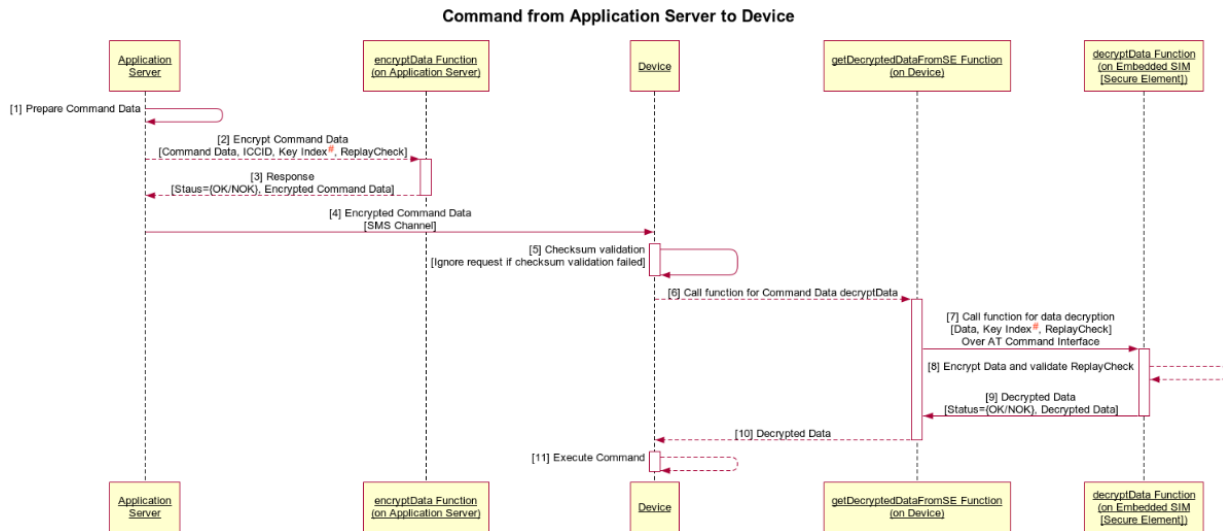 Command from Application Server to Device
Application
Server
encryptData Function
(on Application Server)
Device
getDecryptedDataFromSE Function
(on Device)
decryptData Function
(on Embedded SIM
[Secure Element])
[1] Prepare Command Data
[2] Encrypt Command Data
[Command Data, ICCID, Key Index#, ReplayCheck]
[3] Response
[Staus={OK/NOK}, Encrypted Command Data]
[4] Encrypted Command Data
[SMS Channel]
[5] Checksum validation
[Ignore request if checksum validation failed]
[6] Call function for Command Data decryptData
[7] Call function for data decryption
[Data, Key Index#, ReplayCheck]
Over AT Command Interface
[8] Encrypt Data and validate ReplayCheck
[9] Decrypted Data
[Status={OK/NOK}, Decrypted Data]
[10] Decrypted Data
[11] Execute Command
Application
Server
encryptData Function
(on Application Server)
Device
getDecryptedDataFromSE Function
(on Device)
decryptData Function
(on Embedded SIM
[Secure Element])